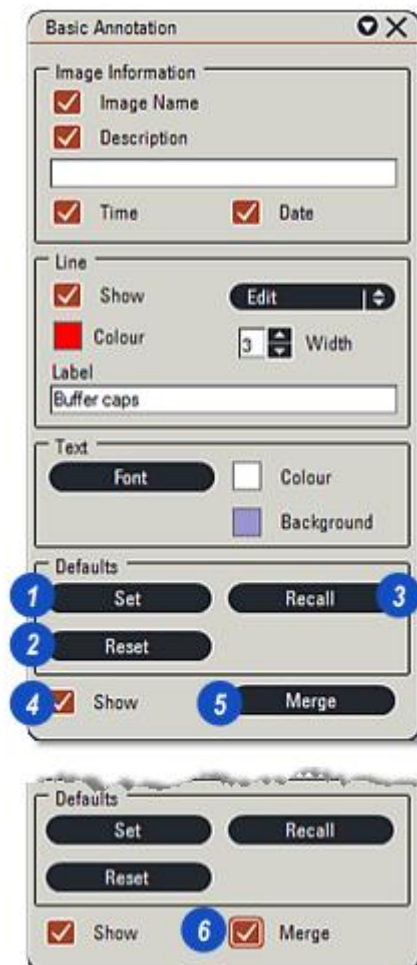 Basic Annotation
Image Information
Image Name
Description
Time Date
Line
Show Edit
Colour 3 Width
Label
Buffer caps
Text
Font Colour
Background
Defaults
1 Set Recall 3
2 Reset
4 Show 5 Merge
Defaults
Set Recall
Reset
Show 6 Merge